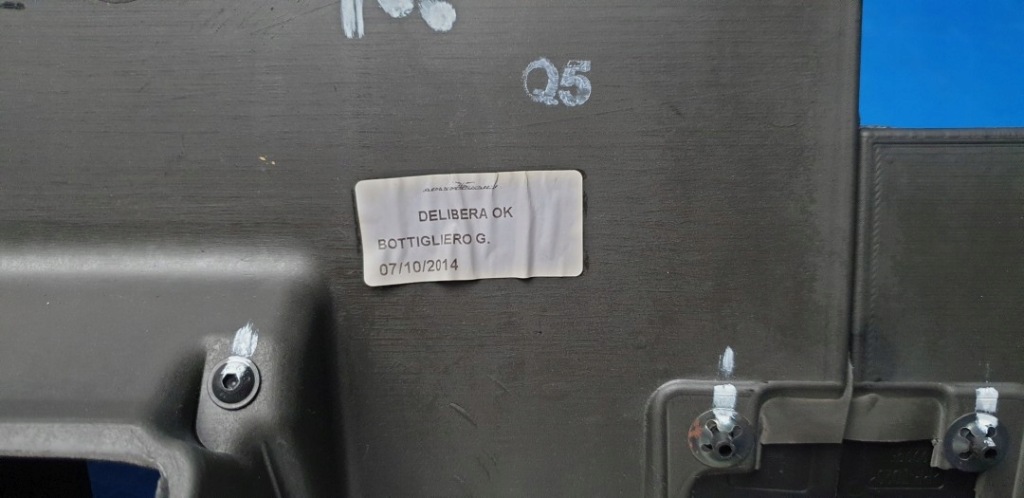 Q5
DELIBERA OK
BOTTIGLIERO G.
07/10/2014